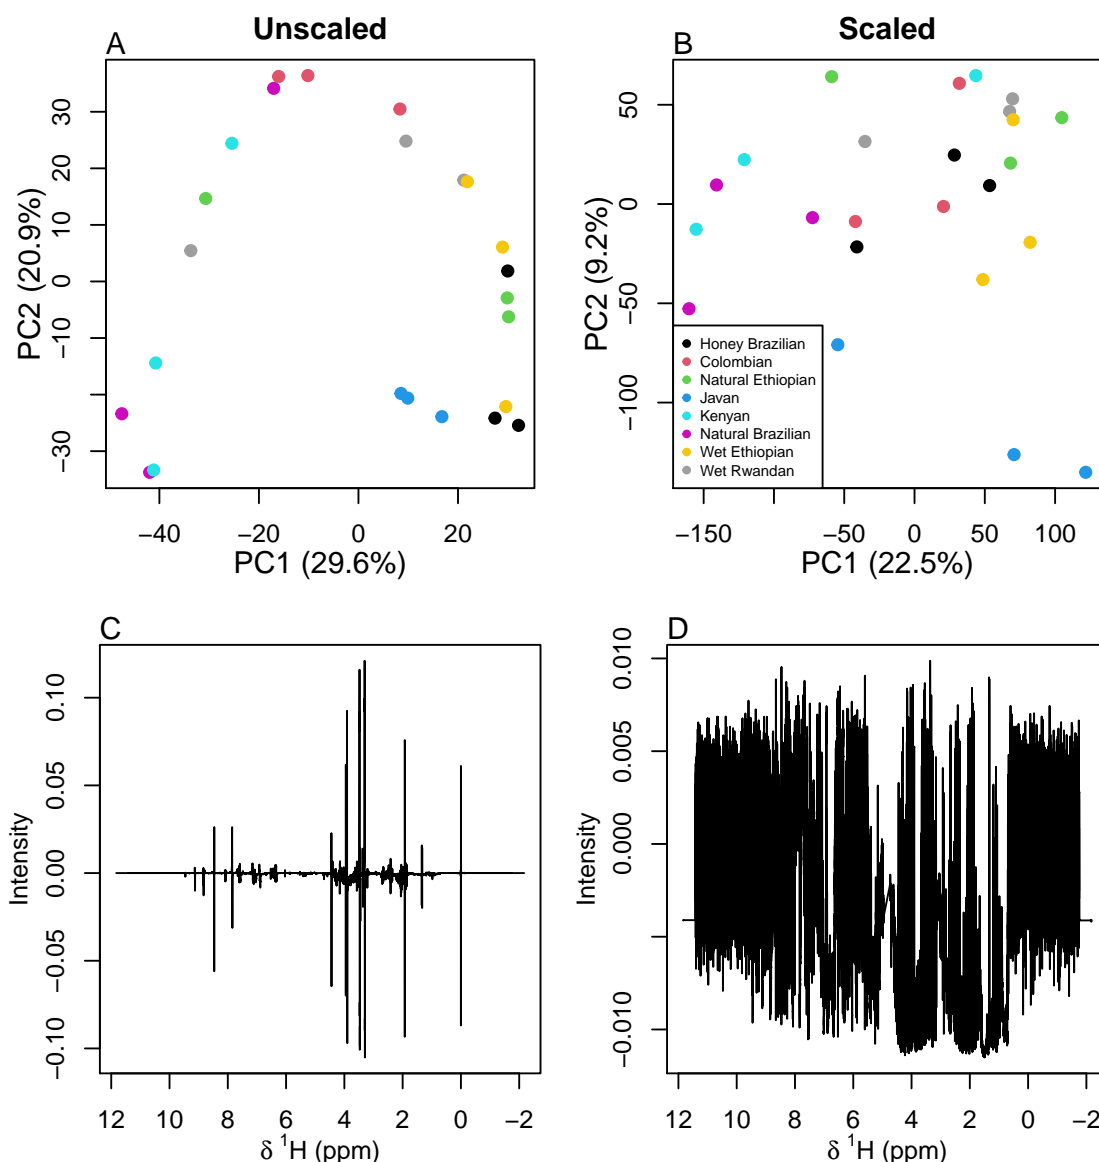 Unscaled
Scaled
A
B
30
20
10
0
−10
−30
PC2 (20.9%)
−40
−20
0
20
PC1 (29.6%)
50
0
−50
−100
PC2 (9.2%)
−150
−50
0
50
100
PC1 (22.5%)
Honey Brazilian
Colombian
Natural Ethiopian
Javan
Kenyan
Natural Brazilian
Wet Ethiopian
Wet Rwandan
C
D
0.10
0.05
0.00
−0.05
−0.10
Intensity
12 10 8 6 4 2 0 −2
δ ¹H (ppm)
0.010
0.005
0.000
−0.010
Intensity
12 10 8 6 4 2 0 −2
δ ¹H (ppm)